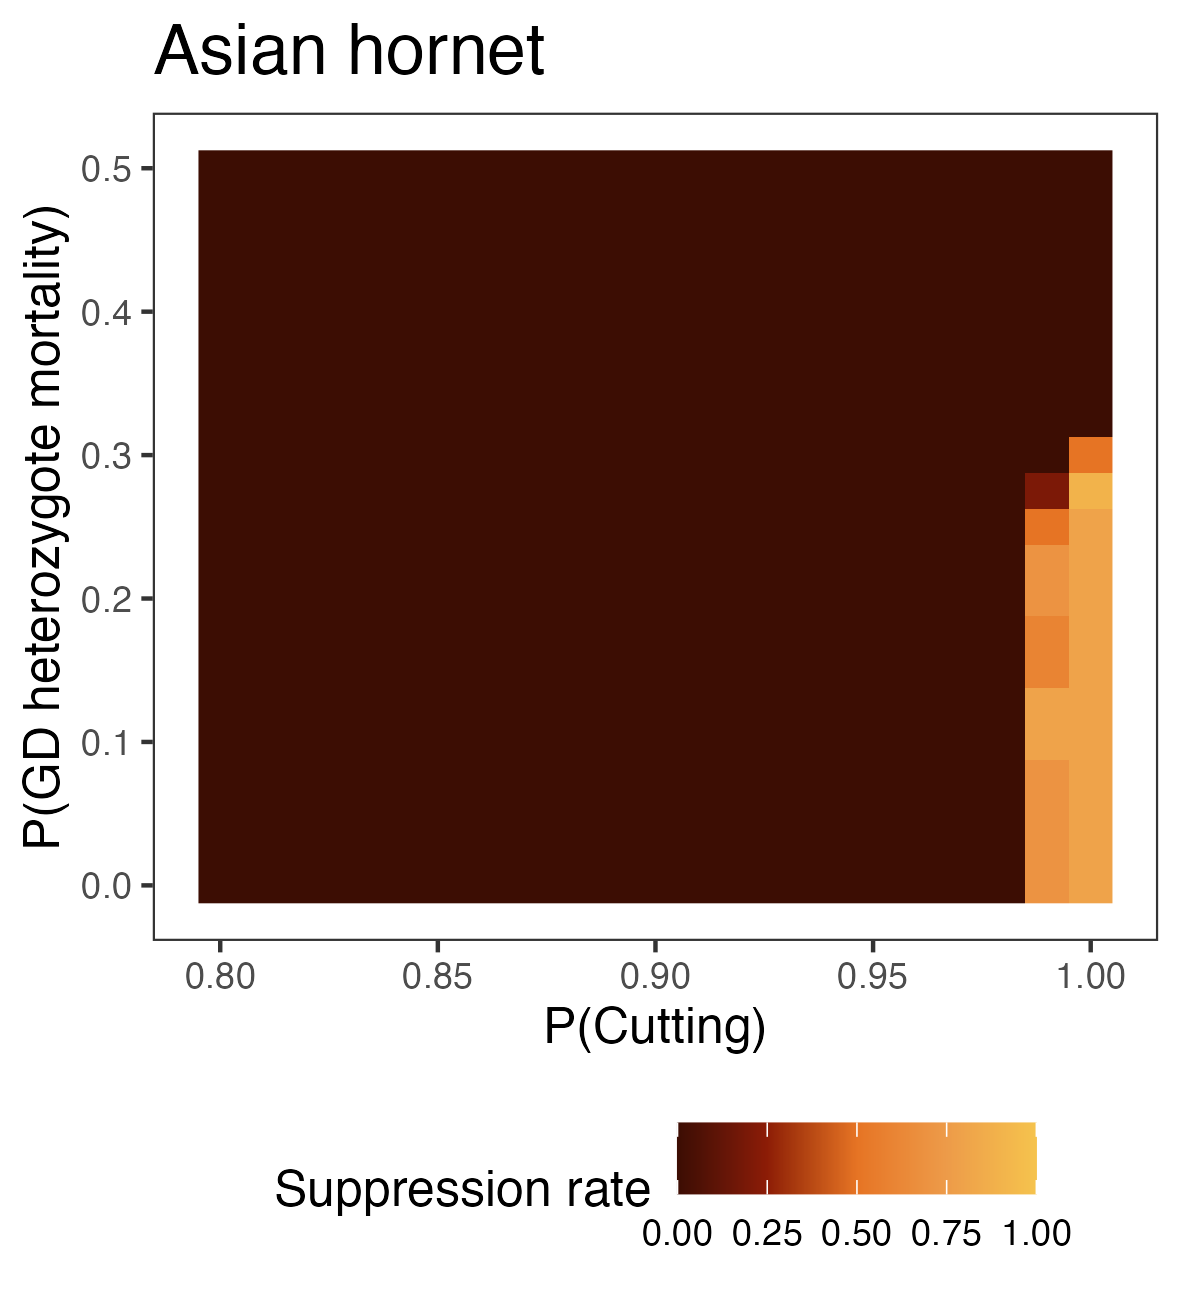 Asian hornet
P(GD heterozygote mortality)
0.5
0.4
0.3
0.2
0.1
0.0
0.80 0.85 0.90 0.95 1.00
P(Cutting)
Suppression rate
0.00 0.25 0.50 0.75 1.00